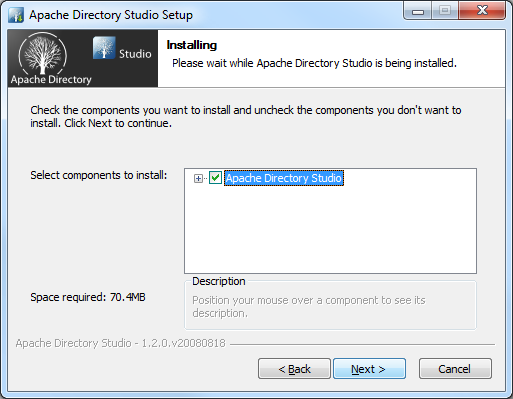 Apache Directory Studio Setup
Apache Directory
Studio
Installing
Please wait while Apache Directory Studio is being installed.
Check the components you want to install and uncheck the components you don't want to
install. Click Next to continue.
Select components to install:
Apache Directory Studio
Space required: 70.4MB
Description
Position your mouse over a component to see its
description.
Apache Directory Studio - 1.2.0.v20080818
< Back
Next >
Cancel